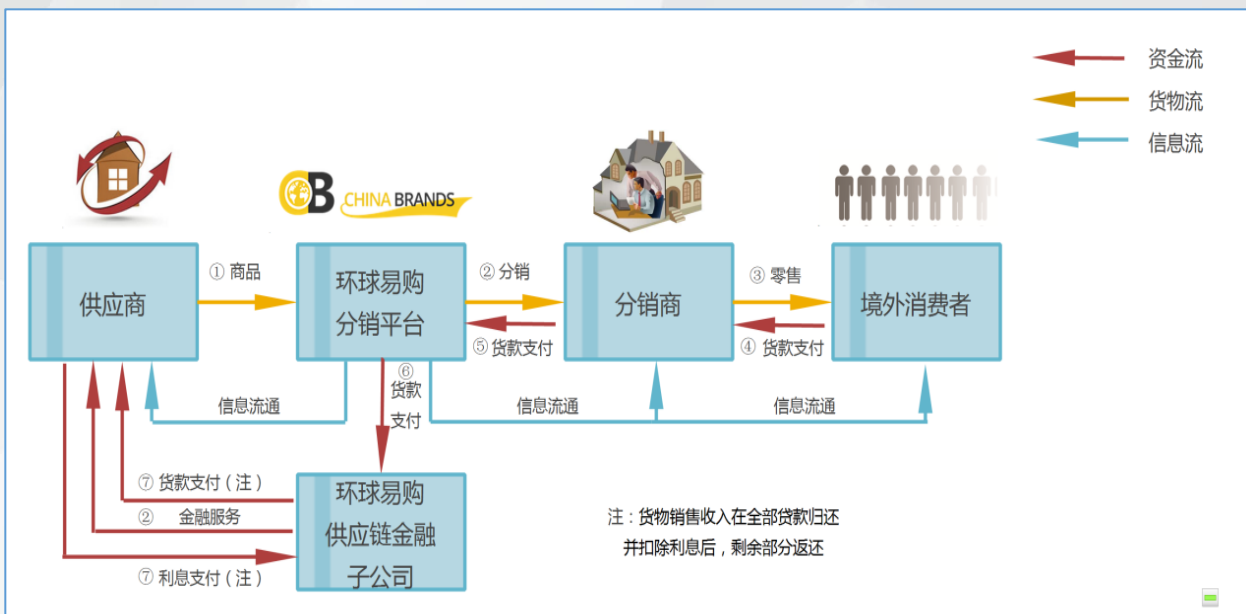 资金流
货物流
信息流
CB CHINA BRANDS
供应商
① 商品
环球易购
分销平台
② 分销
⑤ 货款支付
分销商
③ 零售
④ 货款支付
境外消费者
信息流通
⑥
货款
支付
信息流通
信息流通
⑦ 货款支付（注）
② 金融服务
⑦ 利息支付（注）
环球易购
供应链金融
子公司
注：货物销售收入在全部贷款归还
并扣除利息后，剩余部分返还